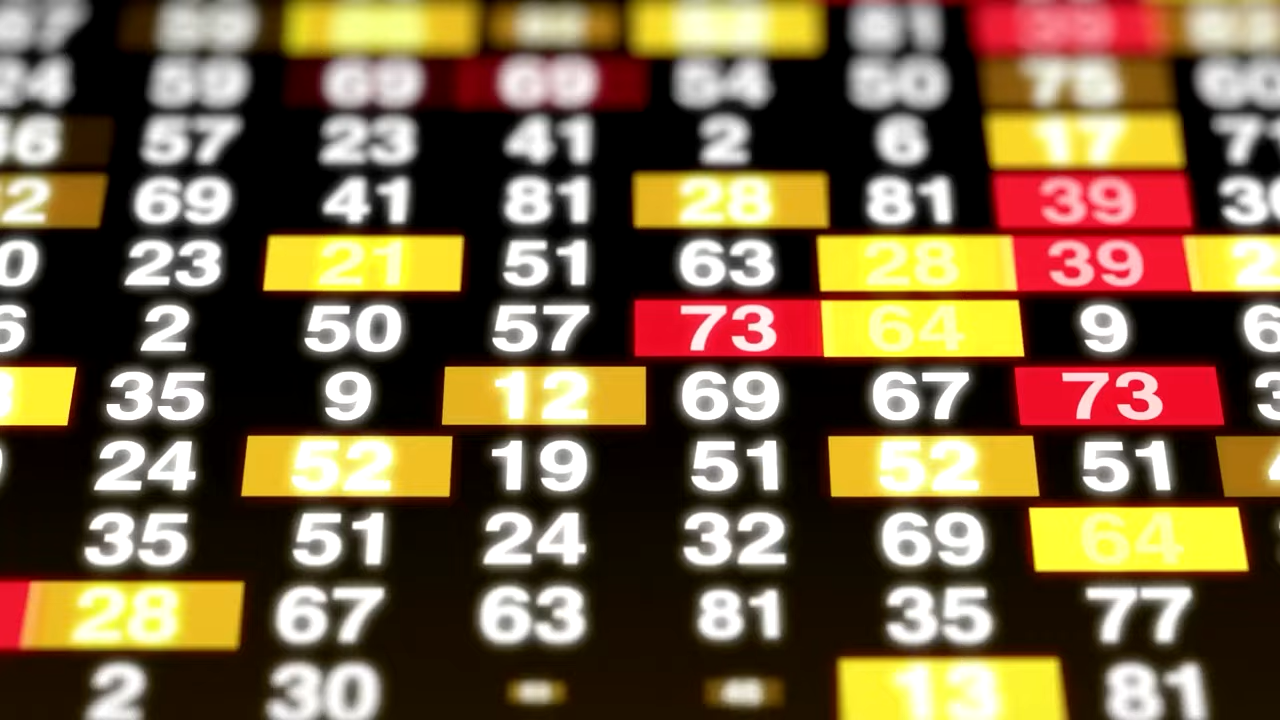 59 81
24 59 69 69 54 50 75 60
57 23 41 2 6 17
69 41 81 28 81 39
23 21 51 63 28 39
2 50 57 73 64 9
35 9 12 69 67 73
24 52 19 51 52 51
35 51 24 32 69 64
28 67 63 81 35 77
2 30 13 81